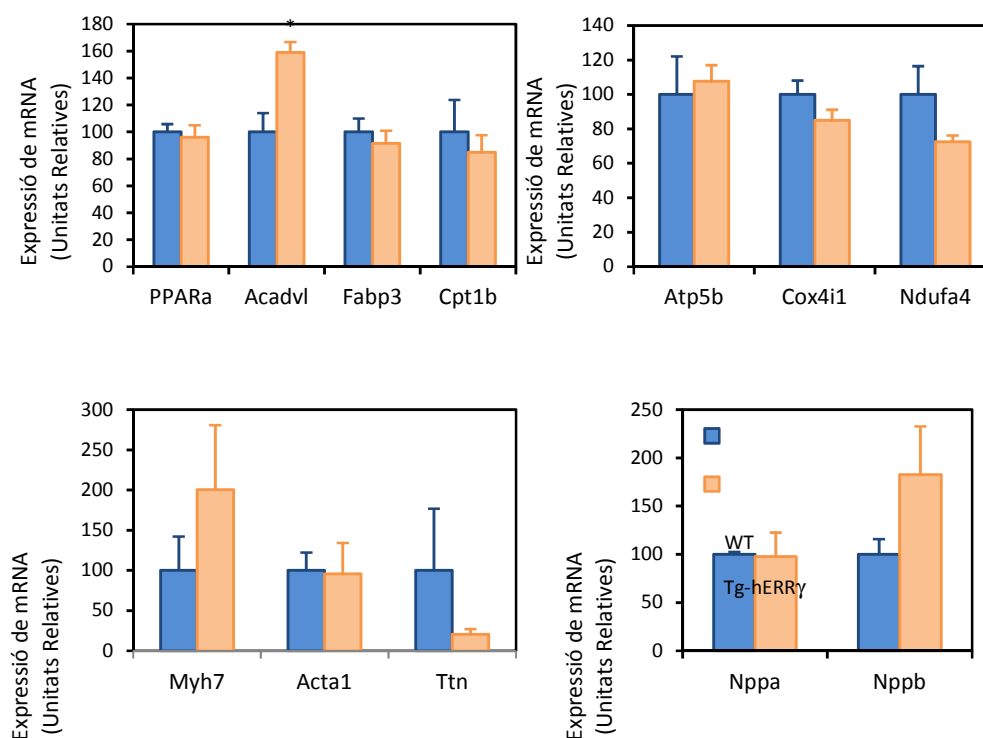 *
180
160
140
120
100
80
60
40
20
0
Expressió de mRNA
(Unitats Relatives)
PPARa Acadvl Fabp3 Cpt1b
140
120
100
80
60
40
20
0
Expressió de mRNA
(Unitats Relatives)
Atp5b Cox4i1 Ndufa4
300
250
200
150
100
50
0
Expressió de mRNA
(Unitats Relatives)
Myh7 Acta1 Ttn
250
200
150
100
50
0
Expressió de mRNA
(Unitats Relatives)
WT
Tg-hERRγ
Nppa Nppb